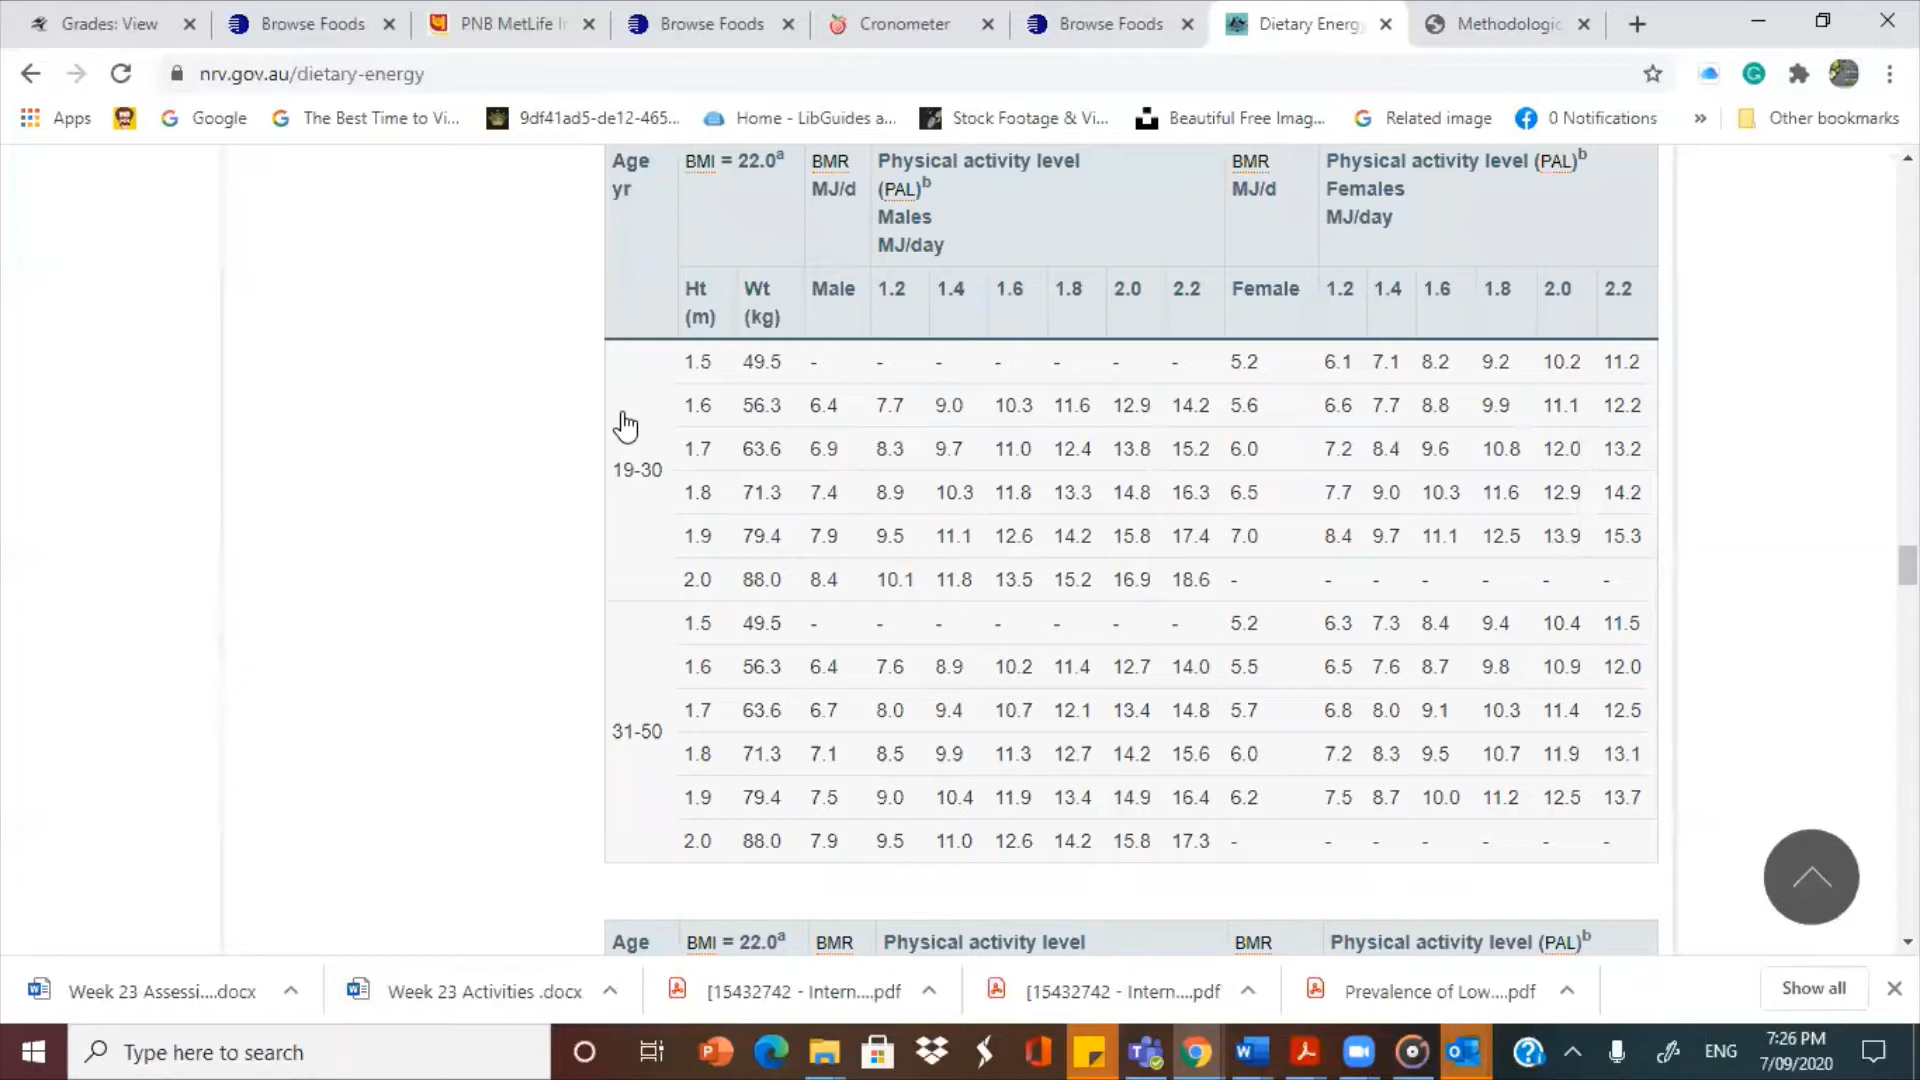 Grades: View
Browse Foods
PNB MetLife I
Browse Foods
Cronometer
Browse Foods
Dietary Energy
Methodologic
nrv.gov.au/dietary-energy
Apps
Google
The Best Time to Vi...
9df41ad5-de12-465...
Home - LibGuides a...
Stock Footage & Vi...
Beautiful Free Imag...
Related image
0 Notifications
»
Other bookmarks
Age yr BMI = 22.0a BMR MJ/d Physical activity level (PAL)b Males MJ/day BMR MJ/d Physical activity level (PAL)b Females MJ/day
Ht (m) Wt (kg) Male 1.2 1.4 1.6 1.8 2.0 2.2 Female 1.2 1.4 1.6 1.8 2.0 2.2
19-30
1.5 49.5 - - - - - - - 5.2 6.1 7.1 8.2 9.2 10.2 11.2
1.6 56.3 6.4 7.7 9.0 10.3 11.6 12.9 14.2 5.6 6.6 7.7 8.8 9.9 11.1 12.2
1.7 63.6 6.9 8.3 9.7 11.0 12.4 13.8 15.2 6.0 7.2 8.4 9.6 10.8 12.0 13.2
1.8 71.3 7.4 8.9 10.3 11.8 13.3 14.8 16.3 6.5 7.7 9.0 10.3 11.6 12.9 14.2
1.9 79.4 7.9 9.5 11.1 12.6 14.2 15.8 17.4 7.0 8.4 9.7 11.1 12.5 13.9 15.3
2.0 88.0 8.4 10.1 11.8 13.5 15.2 16.9 18.6 - - - - - - -
31-50
1.5 49.5 - - - - - - - 5.2 6.3 7.3 8.4 9.4 10.4 11.5
1.6 56.3 6.4 7.6 8.9 10.2 11.4 12.7 14.0 5.5 6.5 7.6 8.7 9.8 10.9 12.0
1.7 63.6 6.7 8.0 9.4 10.7 12.1 13.4 14.8 5.7 6.8 8.0 9.1 10.3 11.4 12.5
1.8 71.3 7.1 8.5 9.9 11.3 12.7 14.2 15.6 6.0 7.2 8.3 9.5 10.7 11.9 13.1
1.9 79.4 7.5 9.0 10.4 11.9 13.4 14.9 16.4 6.2 7.5 8.7 10.0 11.2 12.5 13.7
2.0 88.0 7.9 9.5 11.0 12.6 14.2 15.8 17.3 - - - - - - -
Age BMI = 22.0a BMR Physical activity level BMR Physical activity level (PAL)b
Week 23 Assessi....docx
Week 23 Activities .docx
[15432742 - Intern....pdf
[15432742 - Intern....pdf
Prevalence of Low....pdf
Show all
Type here to search
ENG
7:26 PM
7/09/2020